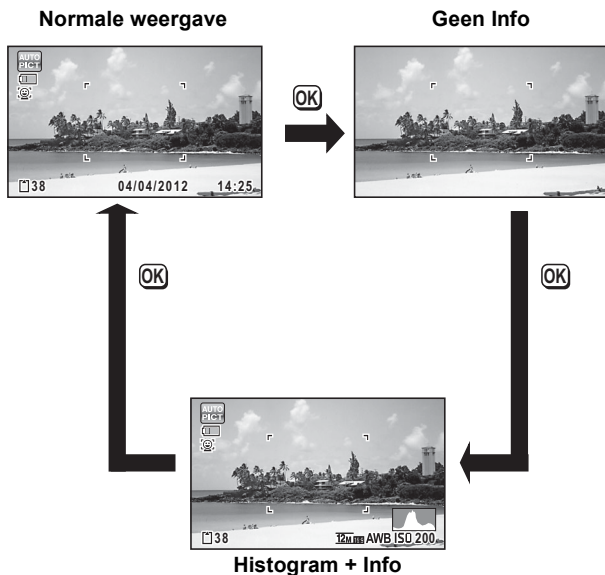 Normale weergave
Geen Info
AUTO
PICT
38 04/04/2012 14:25
OK
OK
OK
AUTO
PICT
38 12M AWB ISO 200
Histogram + Info